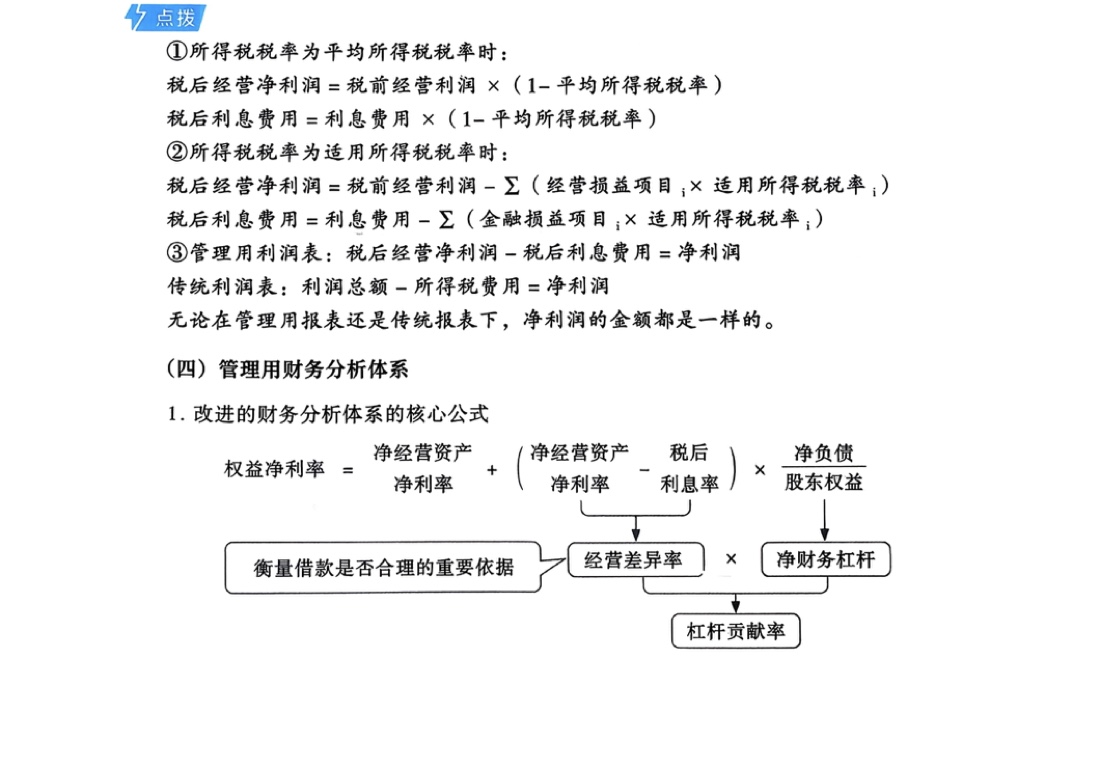 点拨
①所得税税率为平均所得税税率时：
税后经营净利润=税前经营利润×（1-平均所得税税率）
税后利息费用=利息费用×（1-平均所得税税率）
②所得税税率为适用所得税税率时：
税后经营净利润=税前经营利润-∑（经营损益项目i×适用所得税税率i）
税后利息费用=利息费用-∑（金融损益项目i×适用所得税税率i）
③管理用利润表：税后经营净利润-税后利息费用=净利润
传统利润表：利润总额-所得税费用=净利润
无论在管理用报表还是传统报表下，净利润的金额都是一样的。
（四）管理用财务分析体系
1. 改进的财务分析体系的核心公式
权益净利率 = 净经营资产净利率 + （净经营资产净利率 - 税后利息率） × 净负债/股东权益
衡量借款是否合理的重要依据 经营差异率 × 净财务杠杆
杠杆贡献率